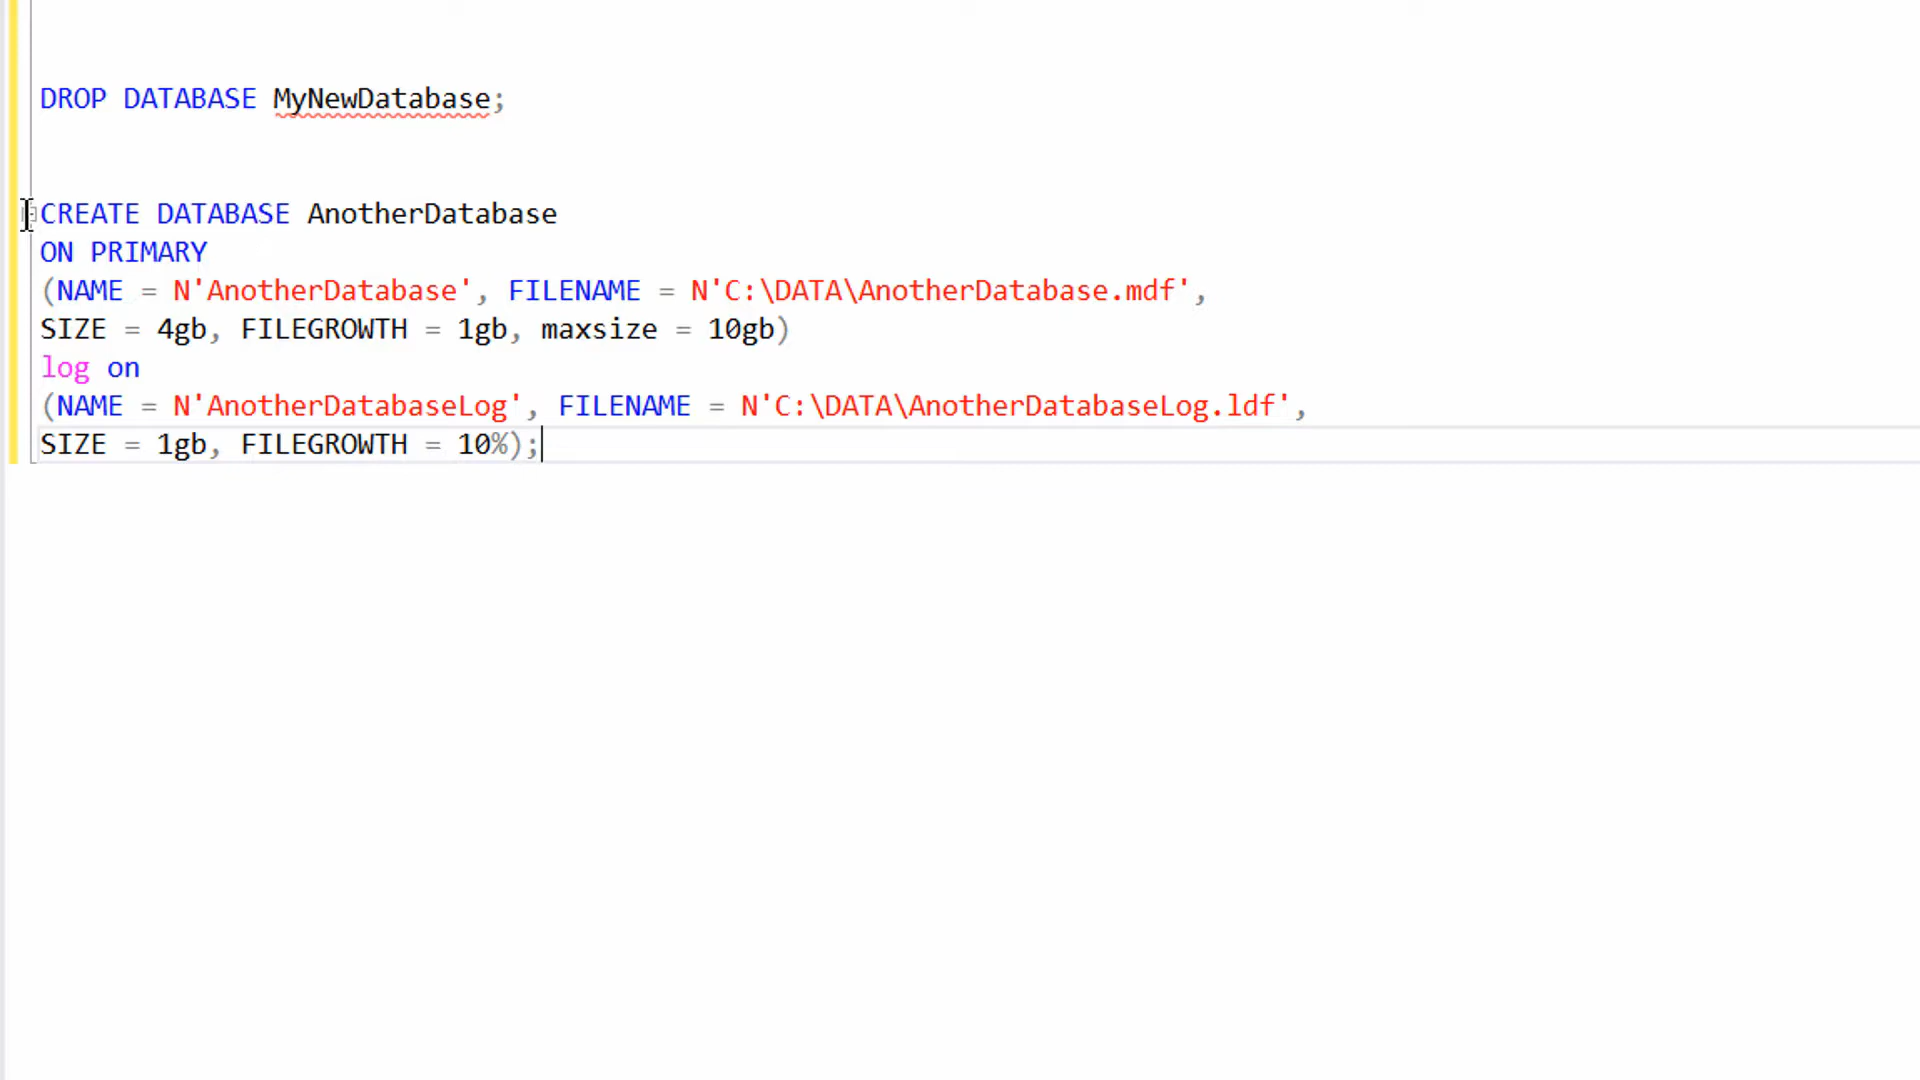 DROP DATABASE MyNewDatabase;
CREATE DATABASE AnotherDatabase
ON PRIMARY
(NAME = N'AnotherDatabase', FILENAME = N'C:\DATA\AnotherDatabase.mdf',
SIZE = 4gb, FILEGROWTH = 1gb, maxsize = 10gb)
log on
(NAME = N'AnotherDatabaseLog', FILENAME = N'C:\DATA\AnotherDatabaseLog.ldf',
SIZE = 1gb, FILEGROWTH = 10%);